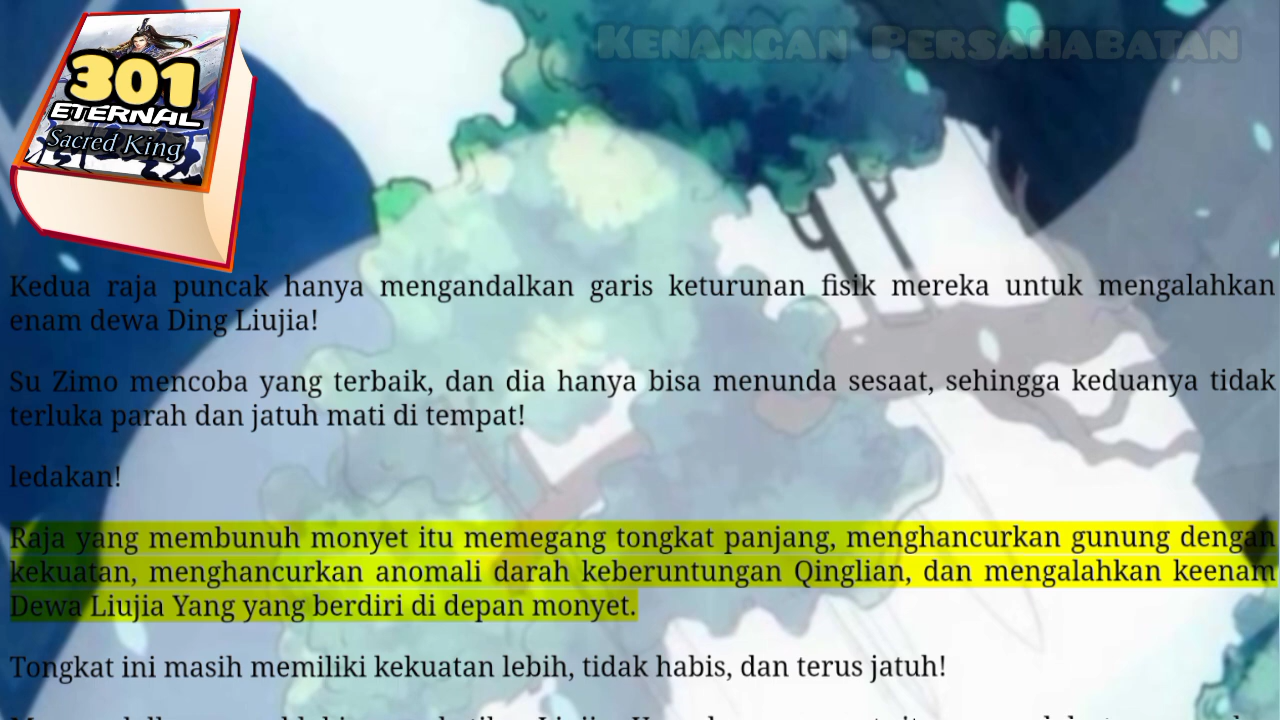 Kenangan Persahabatan
301
ETERNAL
Sacred King
Kedua raja puncak hanya mengandalkan garis keturunan fisik mereka untuk mengalahkan
enam dewa Ding Liujia!
Su Zimo mencoba yang terbaik, dan dia hanya bisa menunda sesaat, sehingga keduanya tidak
terluka parah dan jatuh mati di tempat!
ledakan!
Raja yang membunuh monyet itu memegang tongkat panjang, menghancurkan gunung dengan
kekuatan, menghancurkan anomali darah keberuntungan Qinglian, dan mengalahkan keenam
Dewa Liujia Yang yang berdiri di depan monyet.
Tongkat ini masih memiliki kekuatan lebih, tidak habis, dan terus jatuh!